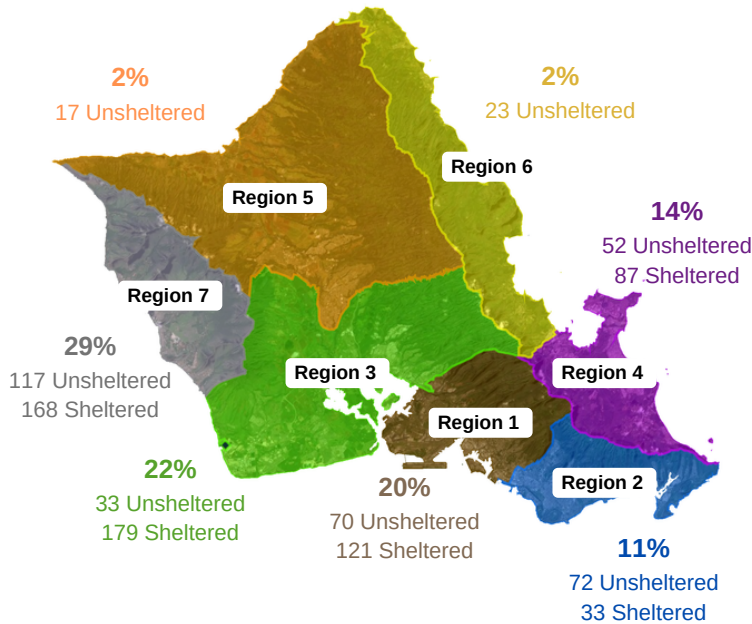 2%
17 Unsheltered
2%
23 Unsheltered
Region 6
Region 5
14%
52 Unsheltered
87 Sheltered
Region 7
29%
117 Unsheltered
168 Sheltered
Region 3
Region 4
Region 1
22%
33 Unsheltered
179 Sheltered
20%
70 Unsheltered
121 Sheltered
Region 2
11%
72 Unsheltered
33 Sheltered